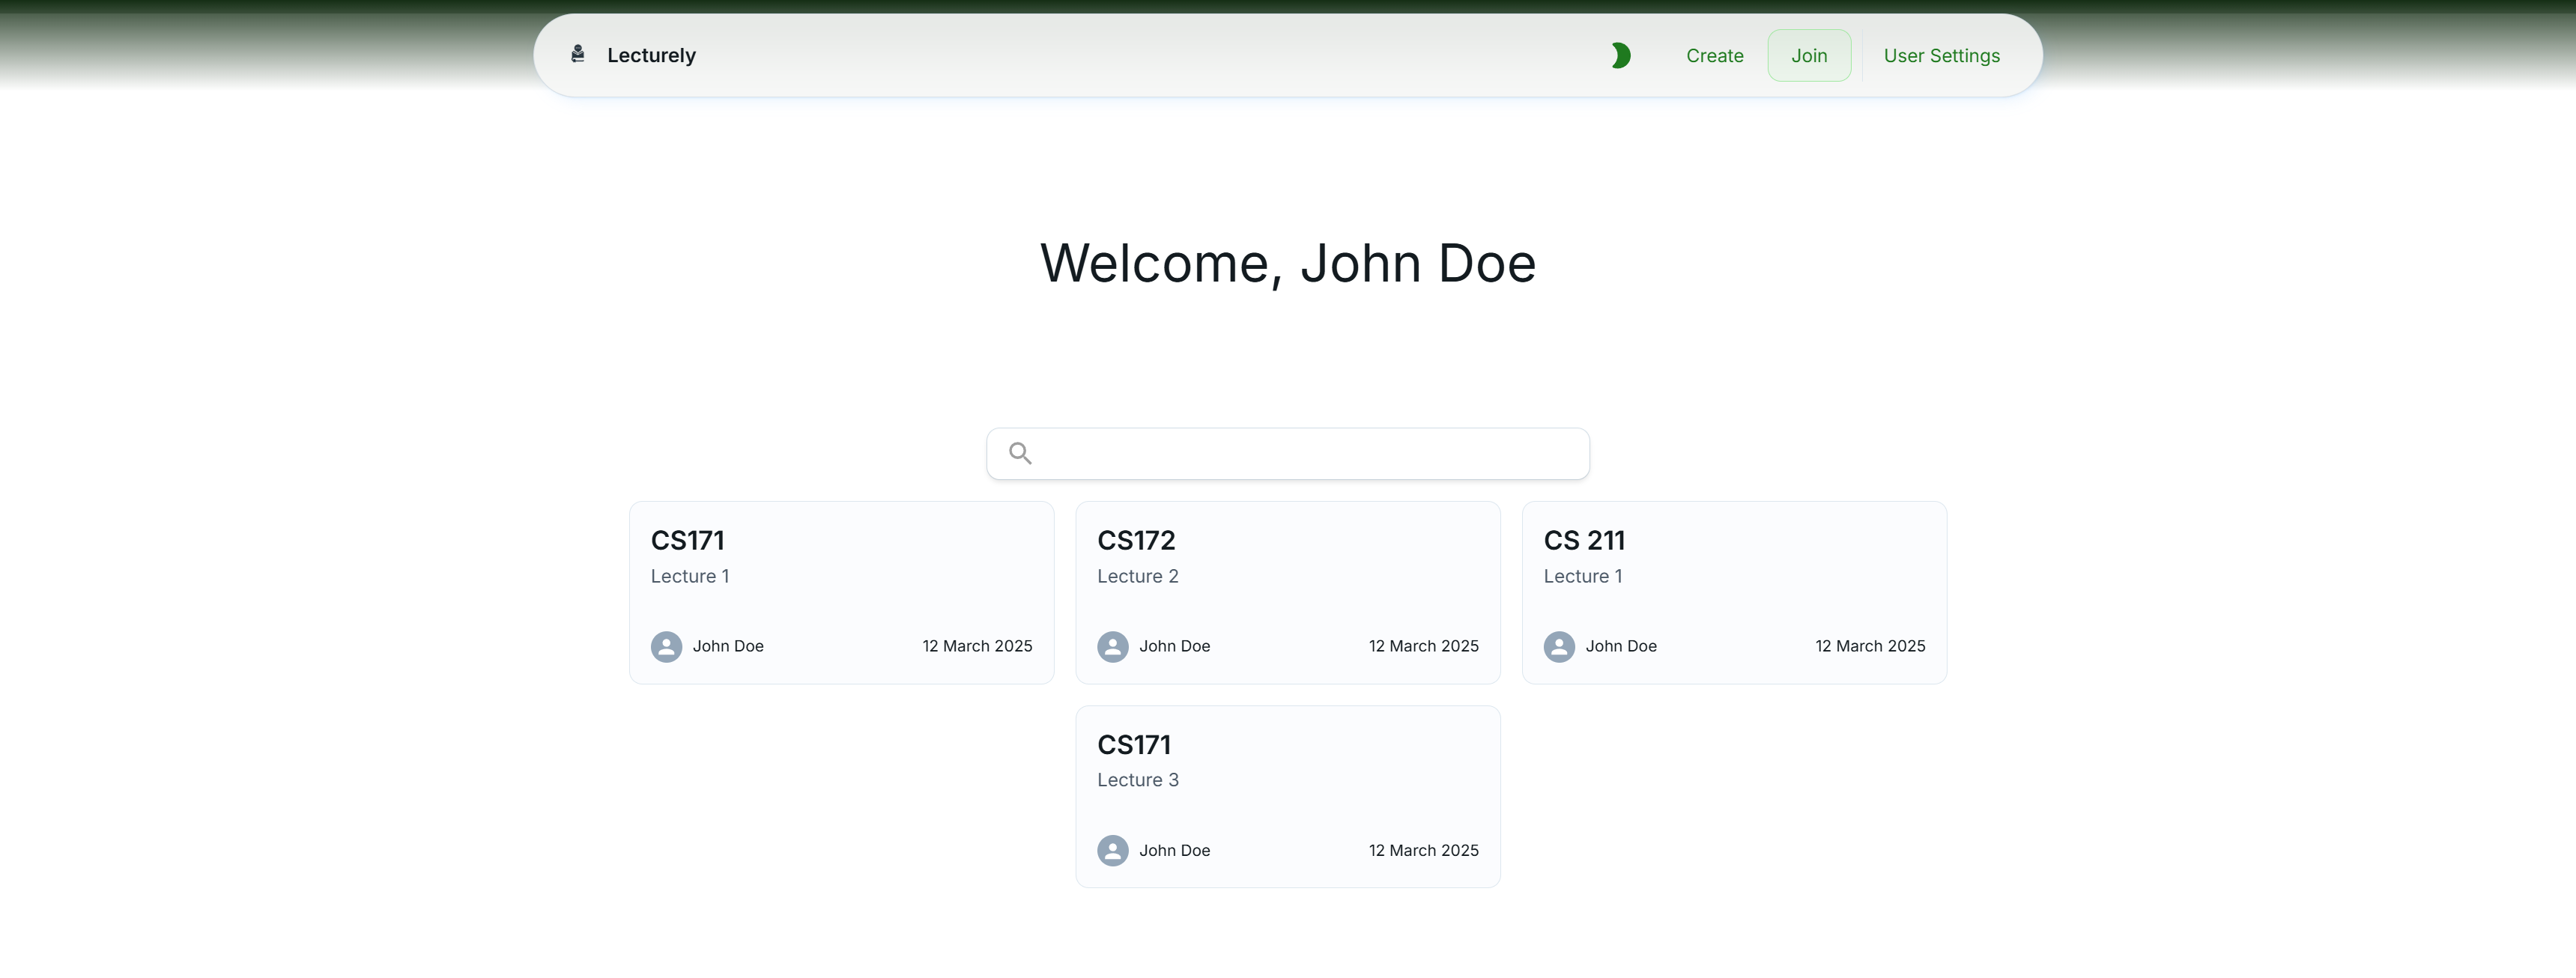 Lecturely
Create
Join
User Settings
Welcome, John Doe
CS171
Lecture 1
John Doe
12 March 2025
CS172
Lecture 2
John Doe
12 March 2025
CS 211
Lecture 1
John Doe
12 March 2025
CS171
Lecture 3
John Doe
12 March 2025